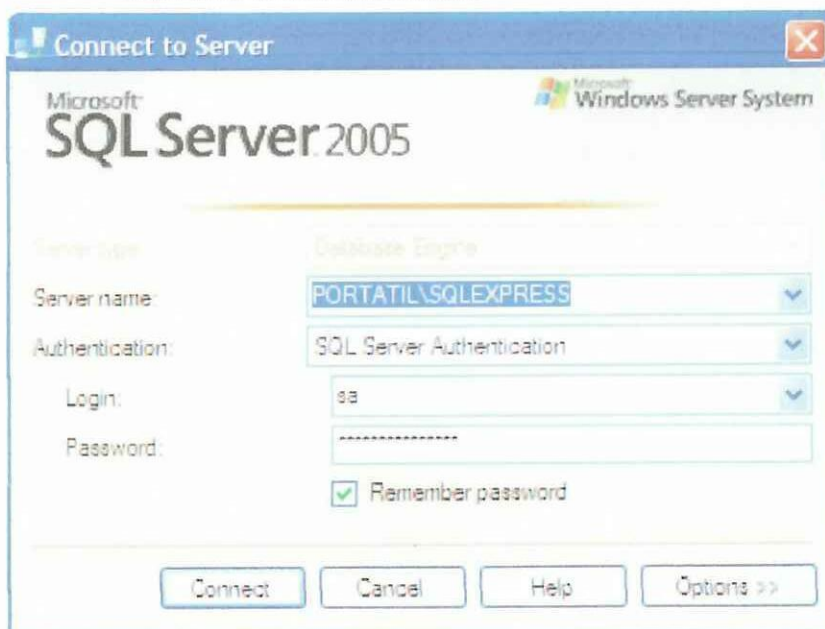 Connect to Server
Microsoft
SQL Server 2005
Microsoft
Windows Server System
Server type: Database Engine
Server name: PORTATIL\SQLEXPRESS
Authentication: SQL Server Authentication
Login: sa
Password: ---------------
Remember password
Connect Cancel Help Options >>